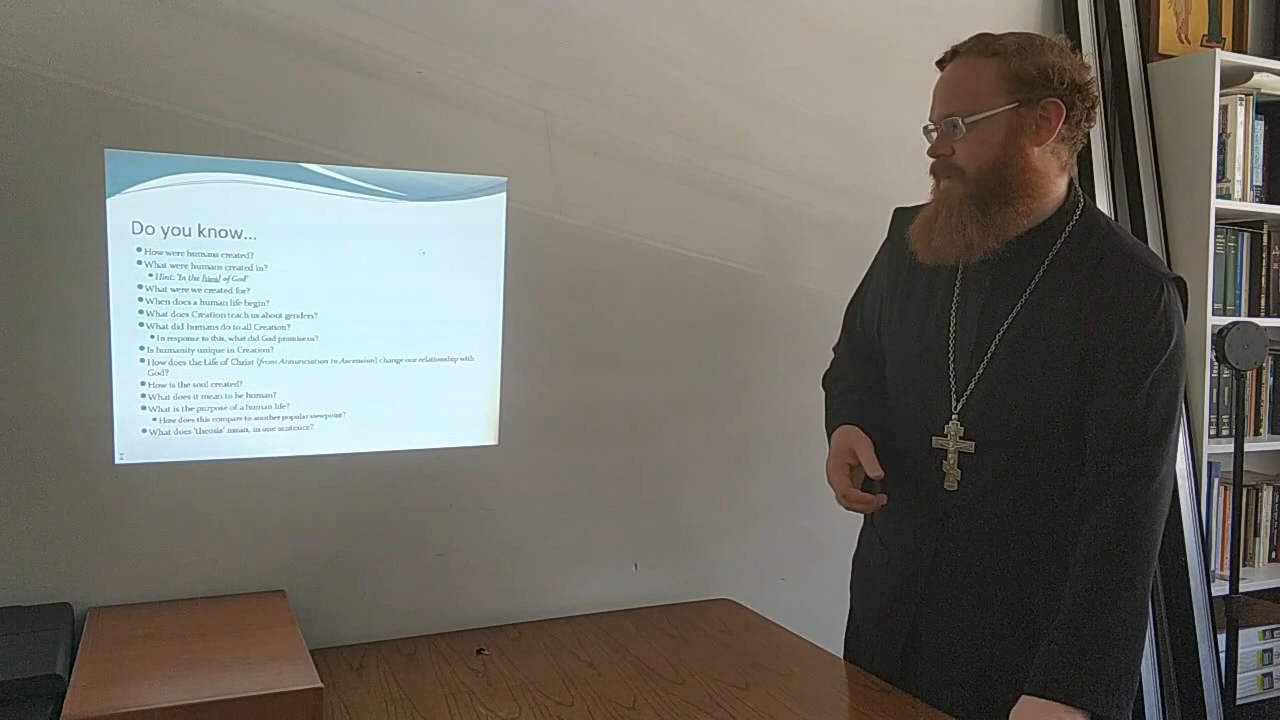 Do you know...
How were humans created?
What were humans created in?
Hint: 'In the [ ] of God'
What were we created for?
When does a human life begin?
What does Creation teach us about genders?
What did humans do to all Creation?
In response to this, what did God promise us?
Is humanity unique in Creation?
How does the Life of Christ (from Annunciation to Ascension) change our relationship with
God?
How is the soul created?
What does it mean to be human?
What is the purpose of a human life?
How does this compare to another popular viewpoint?
What does 'theosis' mean, in one sentence?